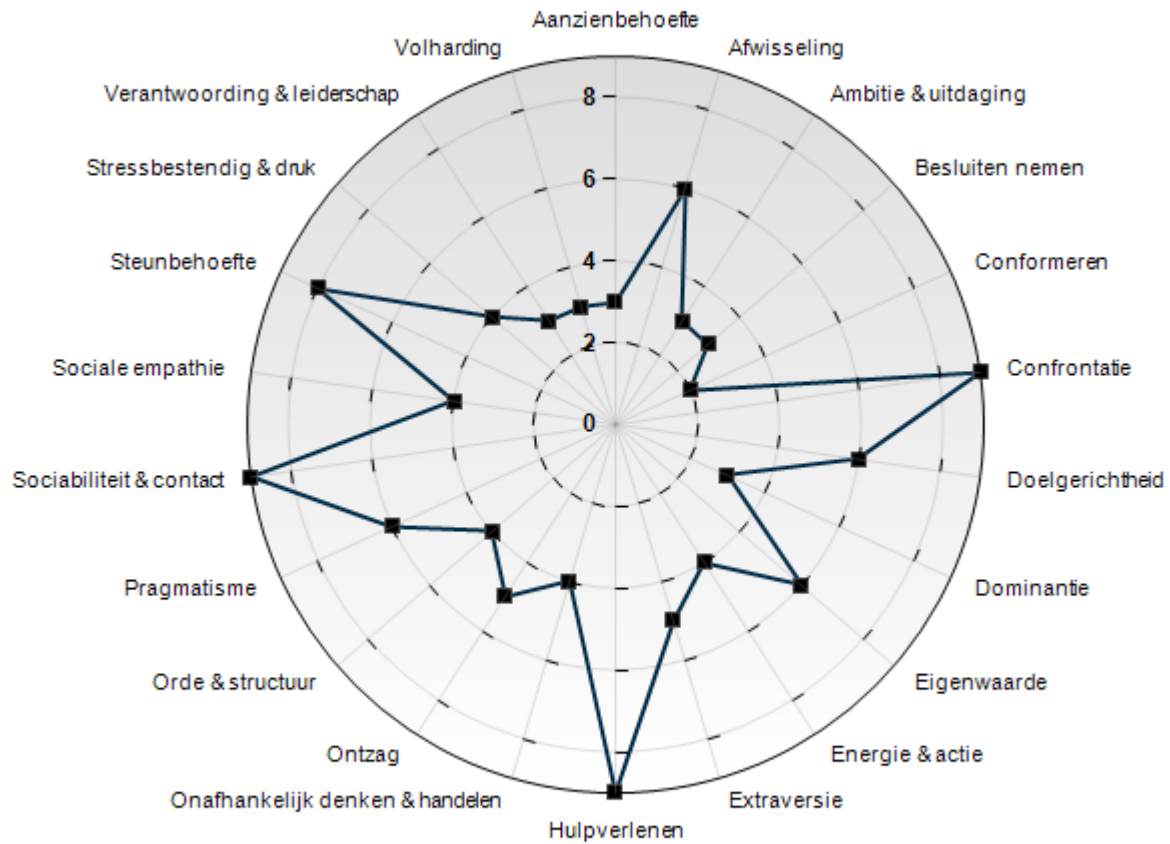 Aanzienbehoefte
Afwisseling
Ambitie & uitdaging
Besluiten nemen
Conformeren
Confrontatie
Doelgerichtheid
Dominantie
Eigenwaarde
Energie & actie
Extraversie
Hulpverlenen
Onafhankelijk denken & handelen
Ontzag
Orde & structuur
Pragmatisme
Sociabiliteit & contact
Sociale empathie
Steunbehoefte
Stressbestendig & druk
Verantwoording & leiderschap
Volharding
8
6
4
2
0